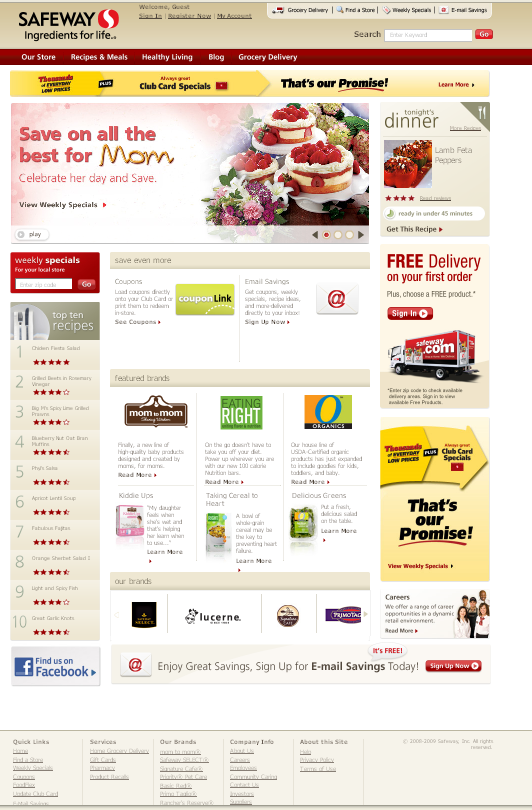 SAFEWAY
Ingredients for life.
Welcome, Guest
Sign In | Register Now | My Account
Grocery Delivery | Find a Store | Weekly Specials | E-mail Savings
Search
Enter Keyword
Go
Our Store
Recipes & Meals
Healthy Living
Blog
Grocery Delivery
Thousands of EVERYDAY LOW PRICES
PLUS
Always great
Club Card Specials
That's our Promise!
Learn More
Save on all the
best for Mom
Celebrate her day and Save.
View Weekly Specials
play
tonight's
dinner
More Recipes
Lamb Feta
Peppers
Read reviews
ready in under 45 minutes
Get This Recipe
weekly specials
For your local store
Enter zip code
Go
save even more
Coupons
Load coupons directly
onto your Club Card or
print them to redeem
in-store.
See Coupons
couponLink
Email Savings
Get coupons, weekly
specials, recipe ideas,
and more delivered
directly to your inbox!
Sign Up Now
@
FREE Delivery
on your first order
Plus, choose a FREE product.*
Sign In
safeway.com
*Enter zip code to check available
delivery areas. Sign in to view
available Free Products.
top ten
recipes
1
Chicken Fiesta Salad
2
Grilled Beets in Rosemary
Vinegar
3
Big M's Spicy Lime Grilled
Prawns
4
Blueberry Nut Oat Bran
Muffins
5
Phil's Salsa
6
Apricot Lentil Soup
7
Fabulous Fajitas
8
Orange Sherbet Salad I
9
Light and Spicy Fish
10
Great Garlic Knots
featured brands
mom to mom
EATING
RIGHT
O
ORGANICS
Finally, a new line of
high-quality baby products
designed and created by
moms, for moms.
Read More
On the go doesn't have to
take you off your diet.
Power up wherever you are
with our new 100 calorie
Nutrition bars.
Read More
Our house line of
USDA-Certified organic
products has just expanded
to include goodies for kids,
toddlers, and baby.
Read More
Kiddie Ups
"My daughter
feels when
she's wet and
that's helping
her learn when
to use..."
Learn More
Taking Cereal to
Heart
A bowl of
whole-grain
cereal may be
the key to
preventing heart
failure.
Learn More
Delicious Greens
Put a fresh,
delicious salad
on the table.
Learn More
Thousands of EVERYDAY LOW PRICES
PLUS
Always great
Club Card
Specials
That's
our
Promise!
View Weekly Specials
our brands
SELECT
lucerne
PRIMO TAGLIO
Careers
We offer a range of career
opportunities in a dynamic
retail environment.
Read More
Find us on
Facebook
@
Enjoy Great Savings, Sign Up for E-mail Savings Today!
It's FREE!
Sign Up Now
Quick Links
Home
Find a Store
Weekly Specials
Coupons
FoodFlex
Update Club Card
E-Mail Savings
Services
Home Grocery Delivery
Gift Cards
Pharmacy
Product Recalls
Our Brands
mom to mom®
Safeway SELECT®
Signature Cafe®
Priority® Pet Care
Basic Red®
Primo Taglio®
Rancher's Reserve®
Company Info
About Us
Careers
Employees
Community Caring
Contact Us
Investors
Suppliers
About this Site
Help
Privacy Policy
Terms of Use
© 2008-2009 Safeway, Inc. All rights
reserved.